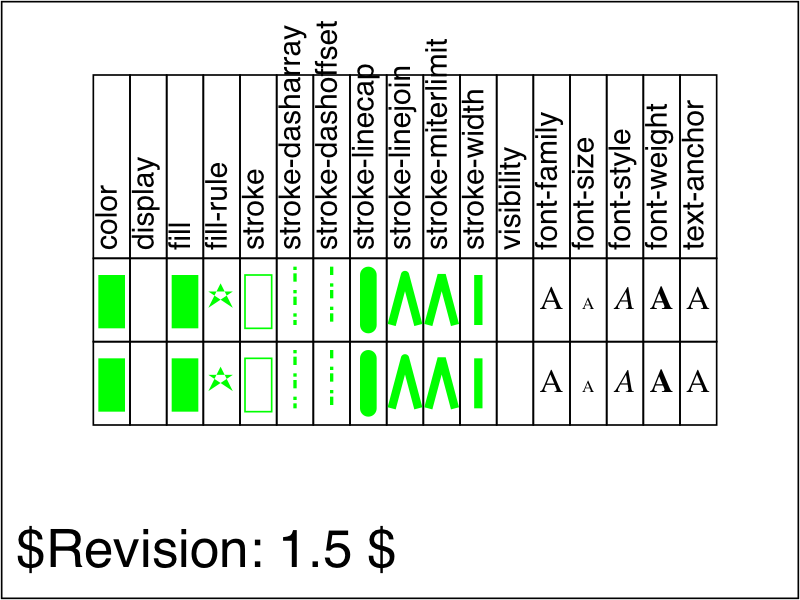 color
display
fill
fill-rule
stroke
stroke-dasharray
stroke-dashoffset
stroke-linecap
stroke-linejoin
stroke-miterlimit
stroke-width
visibility
font-family
font-size
font-style
font-weight
text-anchor
A A A A A
A A A A A
$Revision: 1.5 $